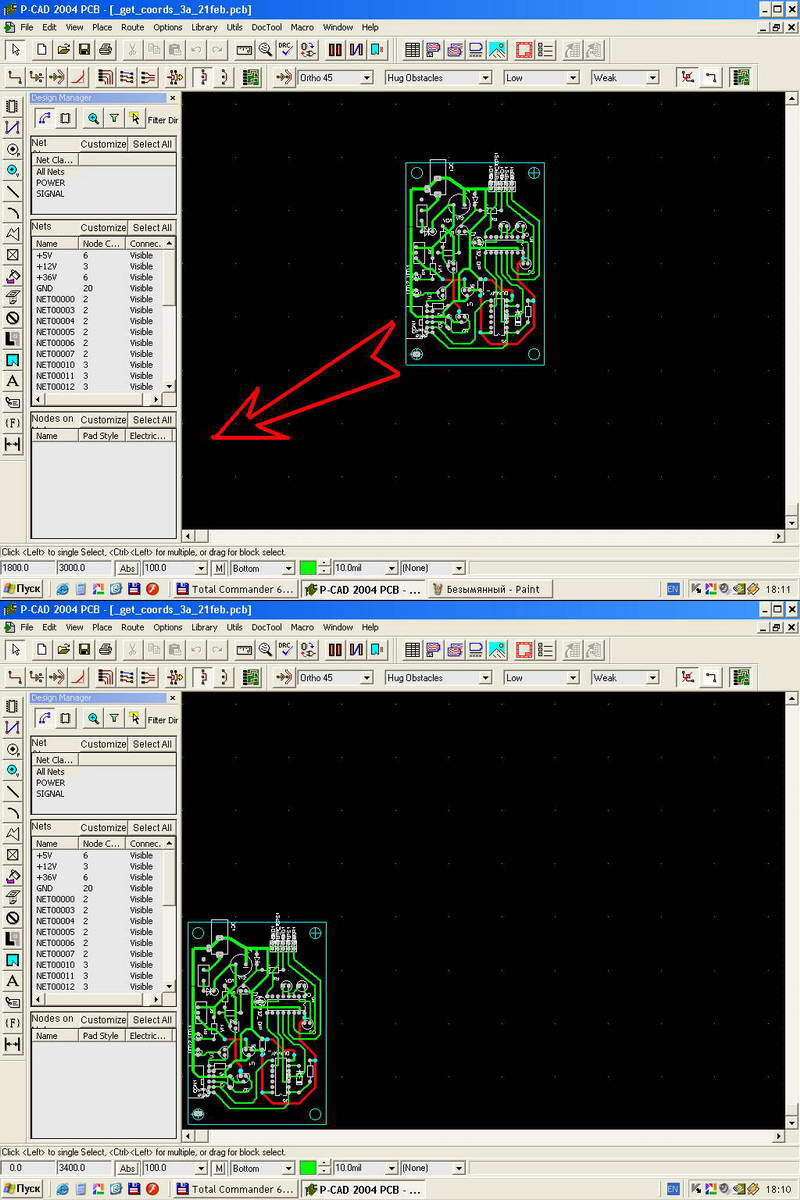 P-CAD 2004 PCB - [_get_coords_3a_21feb.pcb]
File Edit View Place Route Options Library Utils DocTool Macro Window Help
DRC
Ortho 45 Hug Obstacles Low Weak
Design Manager
Filter Dir
Net Customize Select All
Net Cla...
All Nets
POWER
SIGNAL
Nets Customize Select All
Name Node C... Connec.
+5V 6 Visible
+12V 3 Visible
+36V 6 Visible
GND 20 Visible
NET00000 2 Visible
NET00003 2 Visible
NET00004 2 Visible
NET00005 2 Visible
NET00006 2 Visible
NET00007 2 Visible
NET00010 3 Visible
NET00011 3 Visible
NET00012 3 Visible
Nodes on Customize Select All
Name Pad Style Electric...
Click <Left> to single Select, <Ctrl><Left> for multiple, or drag for block select.
1800.0 3000.0 Abs 100.0 M Bottom 10.0mil (None)
Пуск Total Commander 6... P-CAD 2004 PCB - ... Безымянный - Paint EN 18:11
P-CAD 2004 PCB - [_get_coords_3a_21feb.pcb]
File Edit View Place Route Options Library Utils DocTool Macro Window Help
DRC
Ortho 45 Hug Obstacles Low Weak
Design Manager
Filter Dir
Net Customize Select All
Net Cla...
All Nets
POWER
SIGNAL
Nets Customize Select All
Name Node C... Connec.
+5V 6 Visible
+12V 3 Visible
+36V 6 Visible
GND 20 Visible
NET00000 2 Visible
NET00003 2 Visible
NET00004 2 Visible
NET00005 2 Visible
NET00006 2 Visible
NET00007 2 Visible
NET00010 3 Visible
NET00011 3 Visible
NET00012 3 Visible
Nodes on Customize Select All
Name Pad Style Electric...
Click <Left> to single Select, <Ctrl><Left> for multiple, or drag for block select.
0.0 3400.0 Abs 100.0 M Bottom 10.0mil (None)
Пуск Total Commander 6... P-CAD 2004 PCB - ... EN 18:10